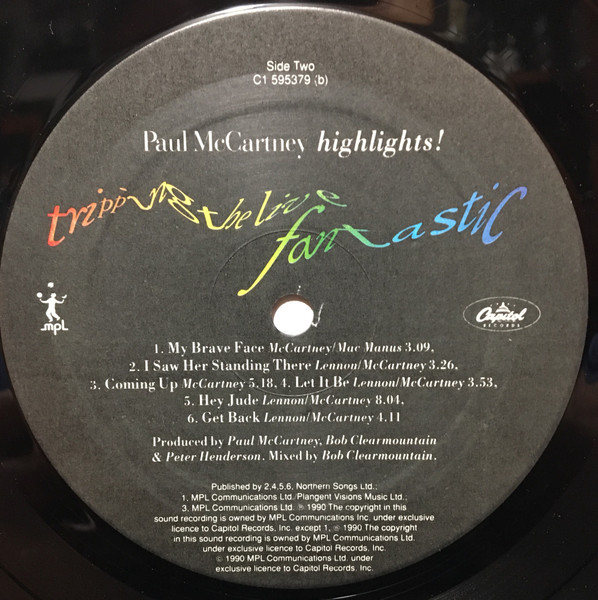 Side Two
C1 595379 (b)
Paul McCartney highlights!
tripping the live
fantastic
mpL
Capitol
RECORDS
1. My Brave Face McCartney/Mac Manus 3.09,
2. I Saw Her Standing There Lennon/McCartney 3.26,
3. Coming Up McCartney 5.18, 4. Let It Be Lennon/McCartney 3.53,
5. Hey Jude Lennon/McCartney 8.04,
6. Get Back Lennon/McCartney 4.11
Produced by Paul McCartney, Bob Clearmountain
& Peter Henderson. Mixed by Bob Clearmountain.
Published by 2,4,5,6, Northern Songs Ltd.;
1. MPL Communications Ltd./Plangent Visions Music Ltd.;
3. MPL Communications Ltd. ℗ 1990 The copyright in this
sound recording is owned by MPL Communications Inc. under exclusive
licence to Capitol Records, Inc. except 1, ℗ 1990 The copyright
in this sound recording is owned by MPL Communications Ltd.
under exclusive licence to Capitol Records. Inc.
© 1990 MPL Communications Ltd. under
exclusive licence to Capitol Records. Inc.